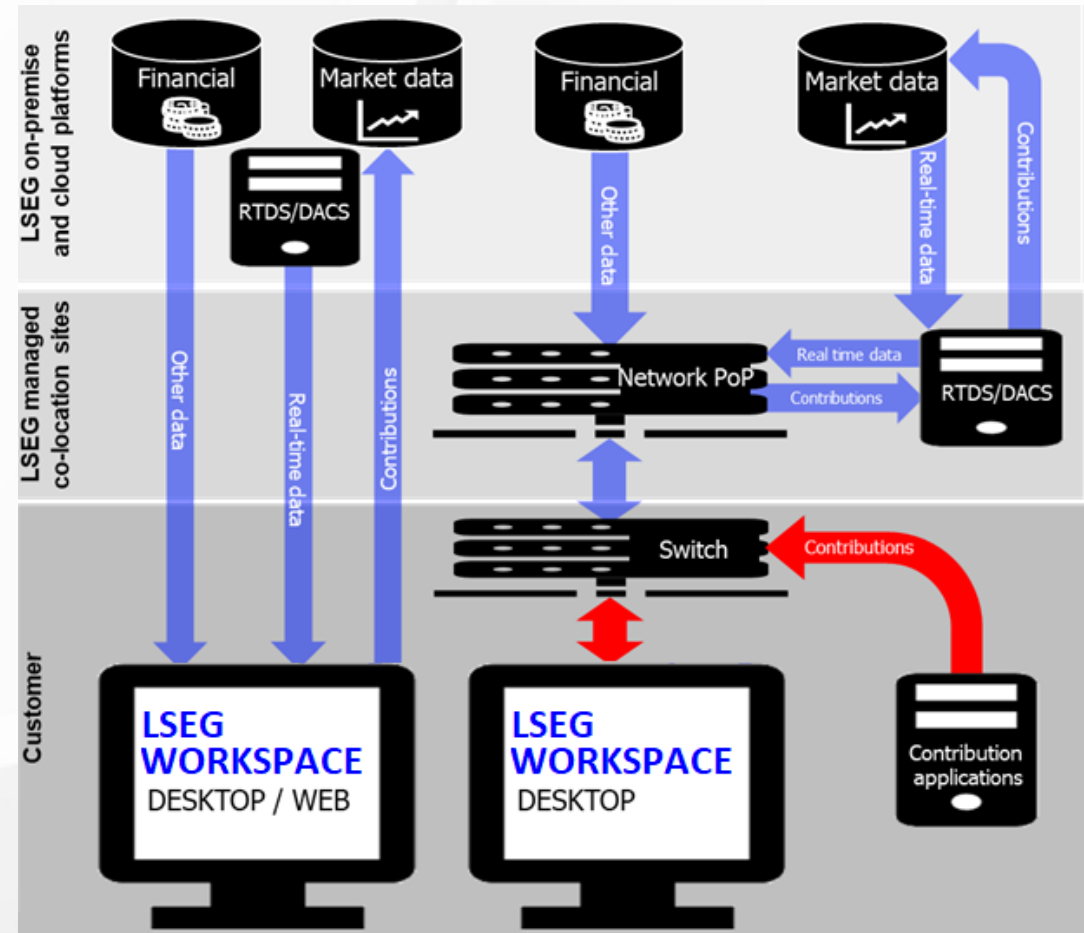 LSEG on-premise
and cloud platforms
Financial
Market data
RTDS/DACS
Financial
Market data
Other data
Real-time data
Contributions
LSEG managed
co-location sites
Other data
Real-time data
Contributions
Network PoP
Real time data
Contributions
RTDS/DACS
Customer
Switch
Contributions
LSEG
WORKSPACE
DESKTOP / WEB
LSEG
WORKSPACE
DESKTOP
Contribution
applications